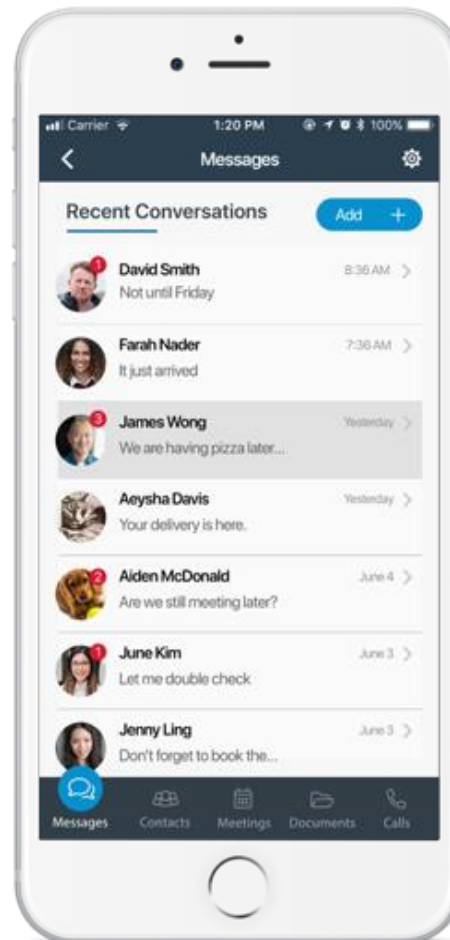 Carrier 1:20 PM 100%
Messages
Recent Conversations Add +
1 David Smith 8:36 AM
Not until Friday
Farah Nader 7:36 AM
It just arrived
3 James Wong Yesterday
We are having pizza later...
Aeysha Davis Yesterday
Your delivery is here.
2 Aiden McDonald June 4
Are we still meeting later?
1 June Kim June 3
Let me double check
Jenny Ling June 3
Don't forget to book the...
Messages Contacts Meetings Documents Calls